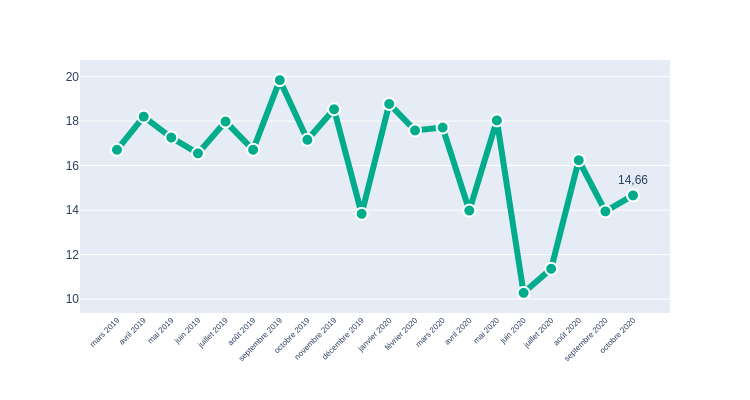 20
18
16
14
12
10
14,66
mars 2019
avril 2019
mai 2019
juin 2019
juillet 2019
août 2019
septembre 2019
octobre 2019
novembre 2019
décembre 2019
janvier 2020
février 2020
mars 2020
avril 2020
mai 2020
juin 2020
juillet 2020
août 2020
septembre 2020
octobre 2020